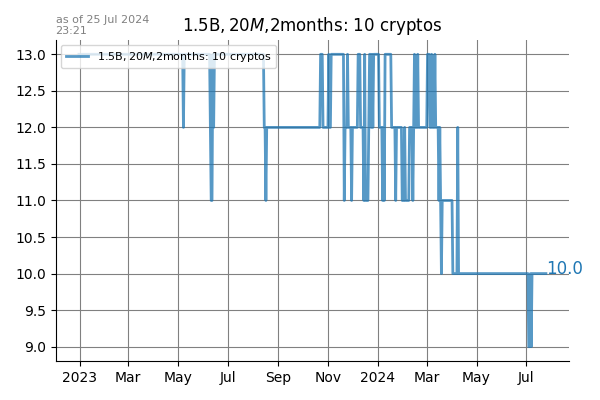 as of 25 Jul 2024
23:21
1.5B, 20M,2months: 10 cryptos
1.5B, 20M,2months: 10 cryptos
13.0
12.5
12.0
11.5
11.0
10.5
10.0
9.5
9.0
10.0
2023 Mar May Jul Sep Nov 2024 Mar May Jul